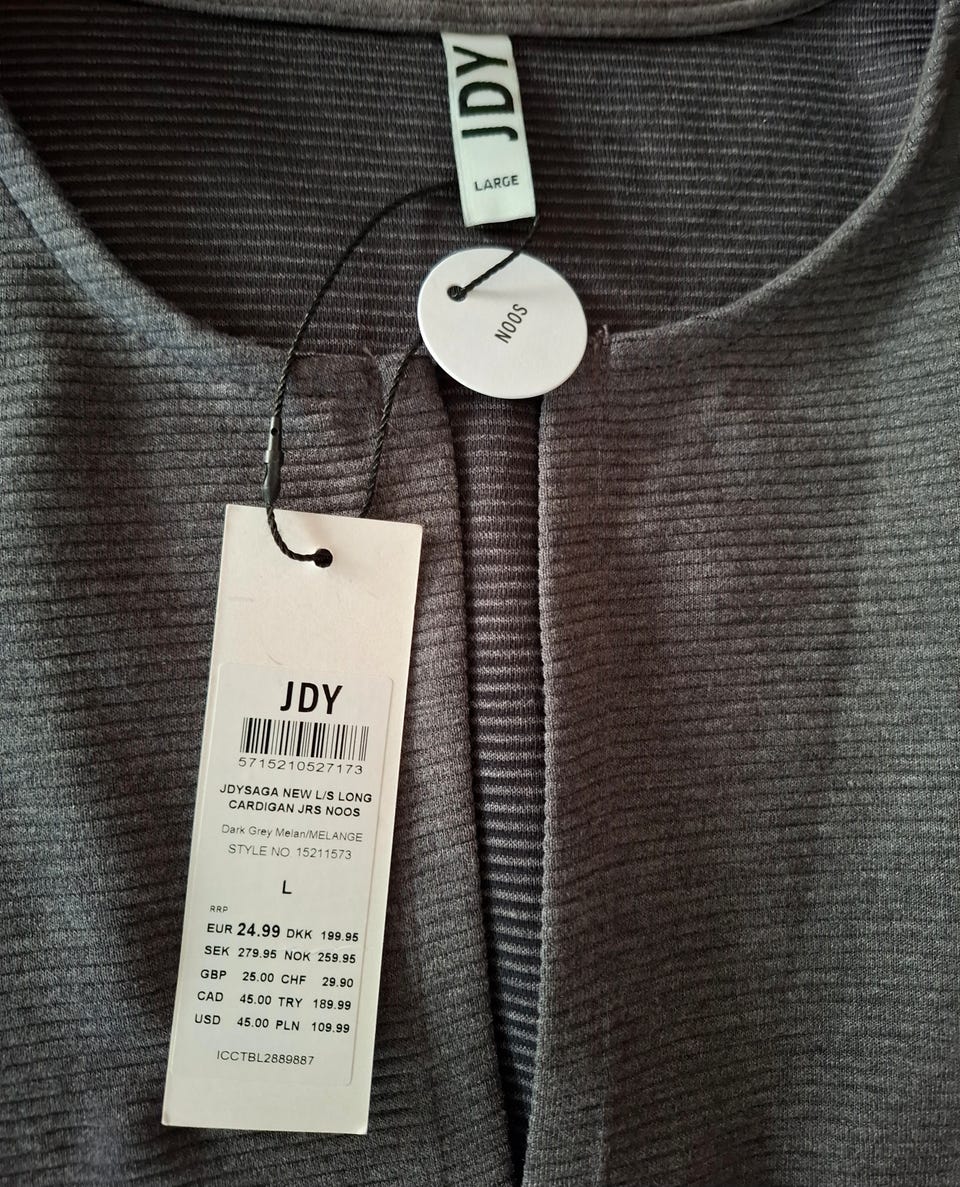 JDY
LARGE
NOOS
JDY
5715210527173
JDYSAGA NEW L/S LONG
CARDIGAN JRS NOOS
Dark Grey Melan/MELANGE
STYLE NO 15211573
L
RRP
EUR 24.99 DKK 199.95
SEK 279.95 NOK 259.95
GBP 25.00 CHF 29.90
CAD 45.00 TRY 189.99
USD 45.00 PLN 109.99
ICCTBL2889887